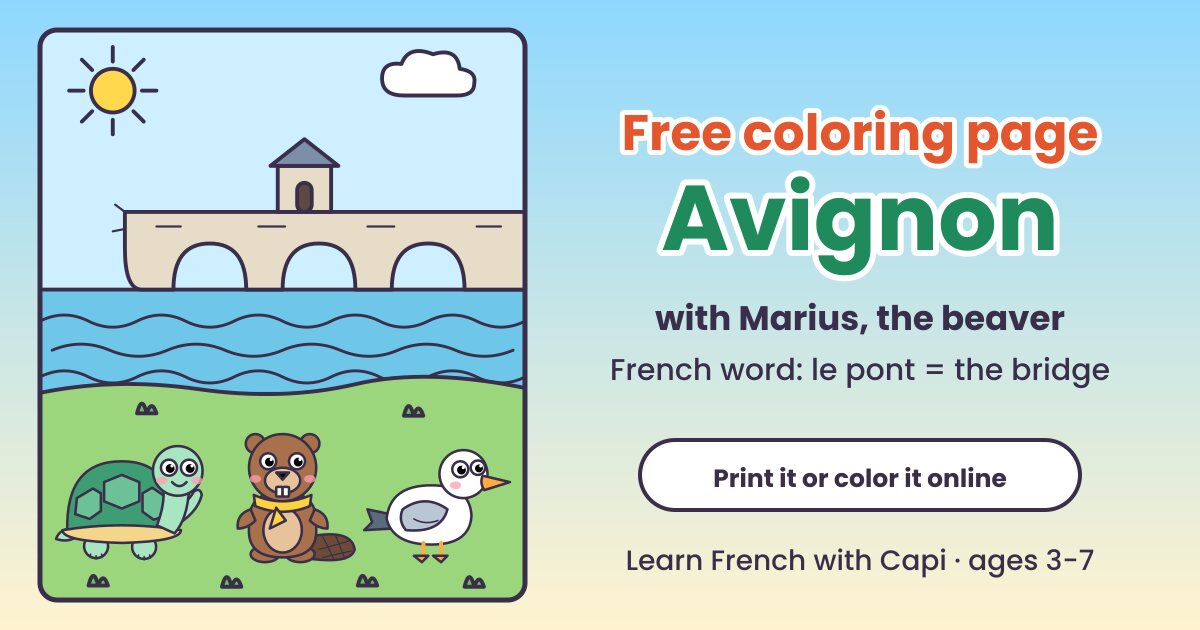 Free coloring page
Avignon
with Marius, the beaver
French word: le pont = the bridge
Print it or color it online
Learn French with Capi · ages 3-7